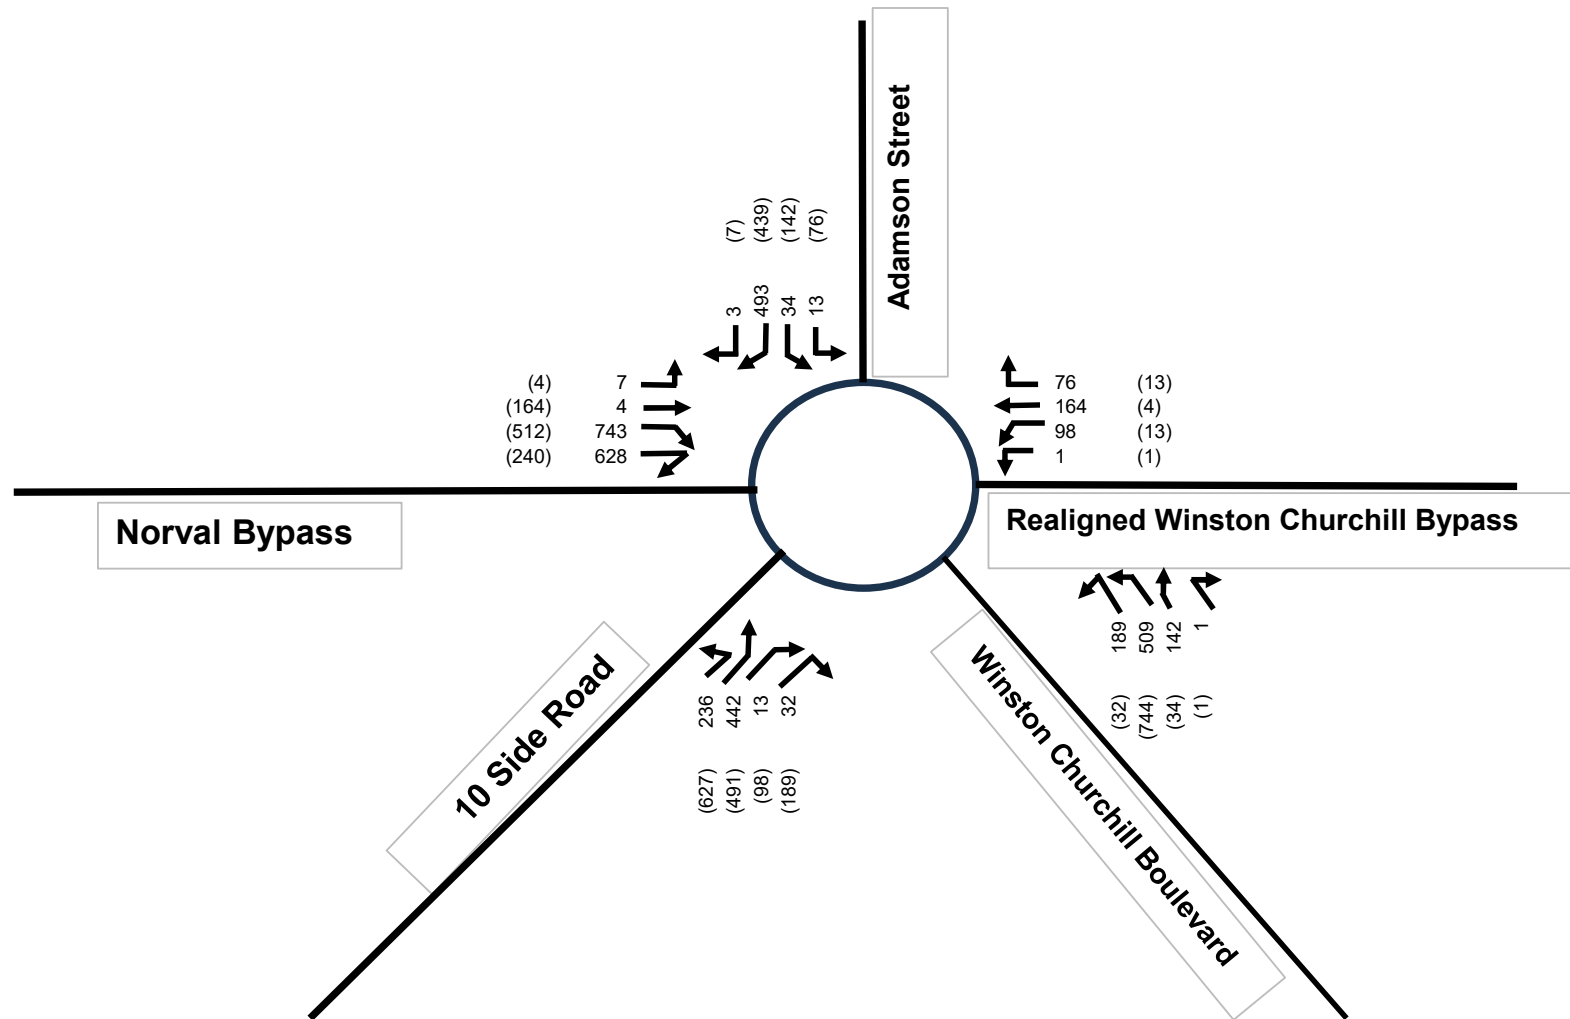 Adamson Street
(7) (439) (142) (76)
3 493 34 13
(4) 7
(164) 4
(512) 743
(240) 628
76 (13)
164 (4)
98 (13)
1 (1)
Norval Bypass
Realigned Winston Churchill Bypass
189 509 142 1
(32) (744) (34) (1)
10 Side Road
236 442 13 32
(627) (491) (98) (189)
Winston Churchill Boulevard